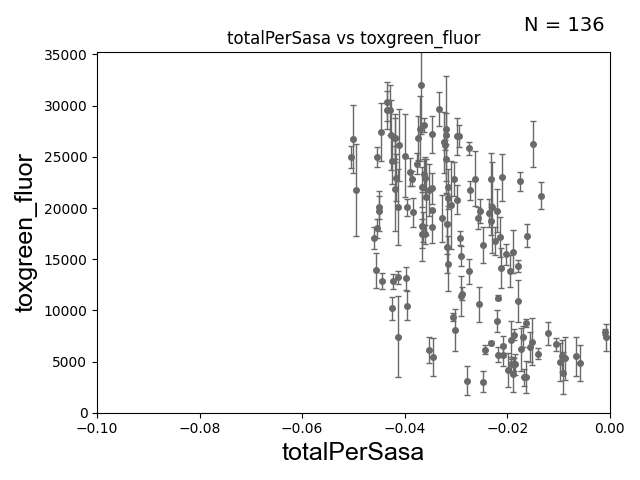 N = 136
totalPerSasa vs toxgreen_fluor
35000
30000
25000
20000
15000
10000
5000
0
toxgreen_fluor
−0.10 −0.08 −0.06 −0.04 −0.02 0.00
totalPerSasa